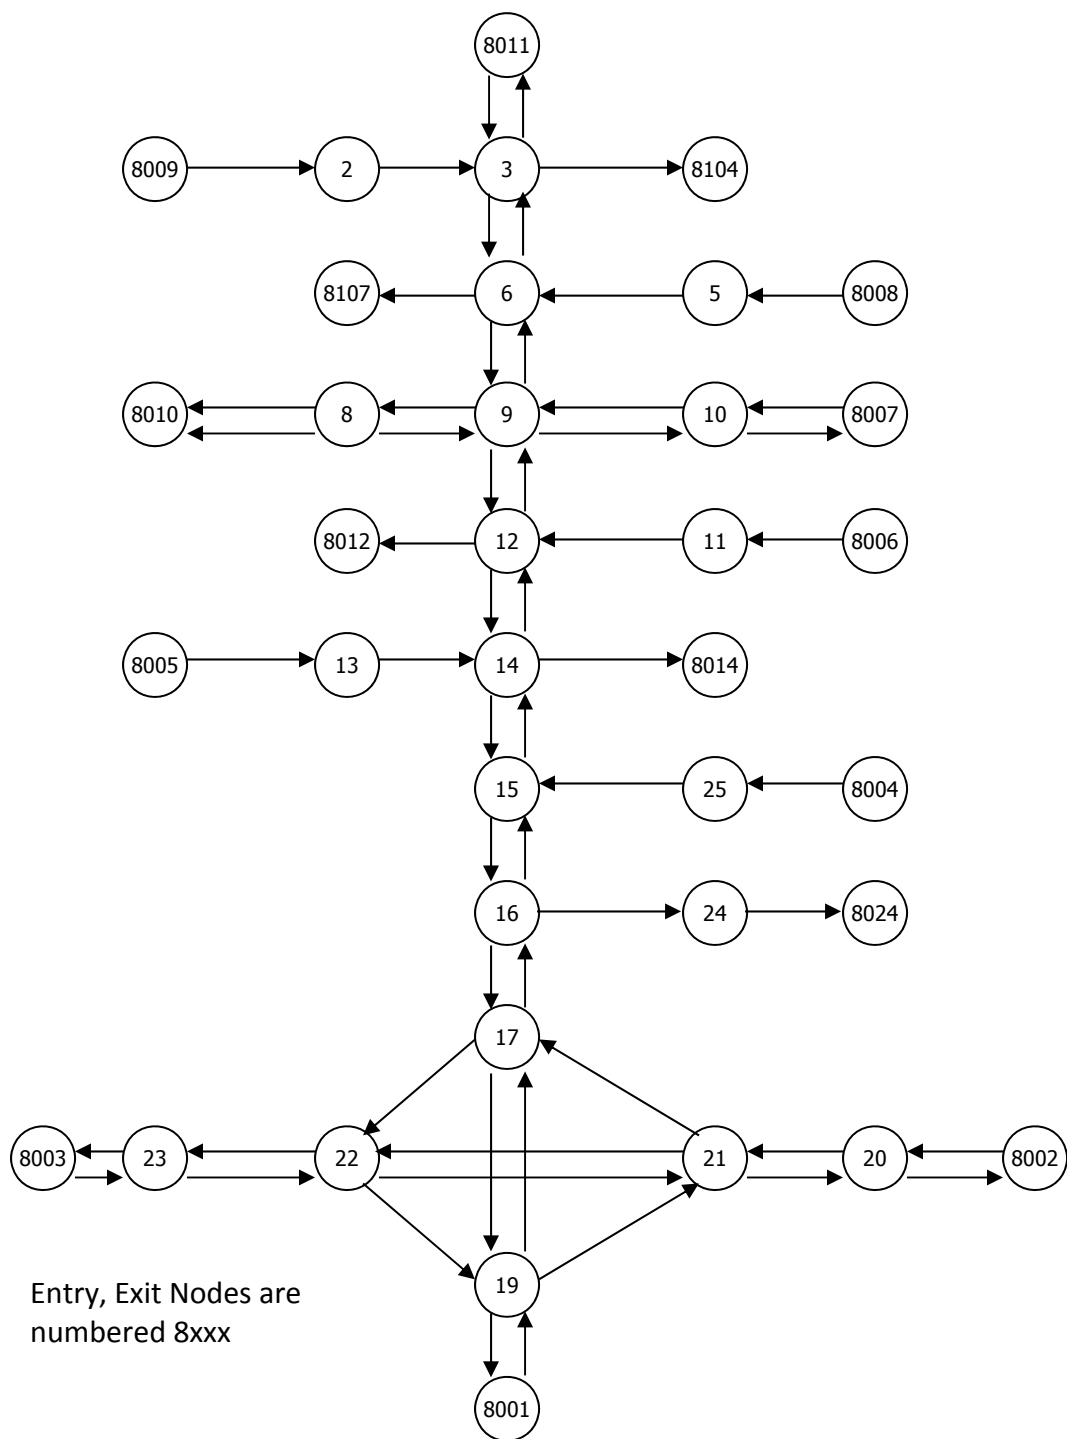 8011
8009 2 3 8104
8107 6 5 8008
8010 8 9 10 8007
8012 12 11 8006
8005 13 14 8014
15 25 8004
16 24 8024
17
8003 23 22 21 20 8002
19
Entry, Exit Nodes are
numbered 8xxx
8001